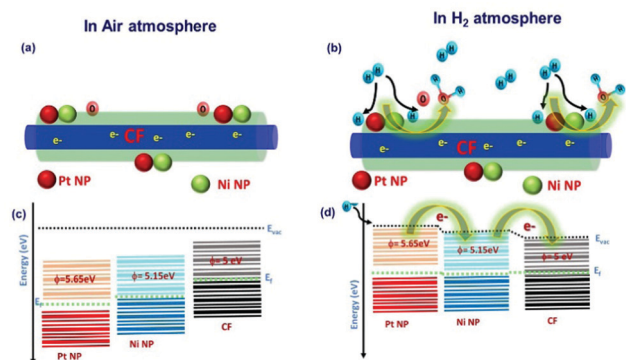 In Air atmosphere
In H₂ atmosphere
(a)
O
O
e-
e-
CF
e-
e-
e-
Pt NP
Ni NP
(b)
H
H
H
H
H
H
H
H
O
H
H
e-
e-
CF
e-
e-
e-
Pt NP
Ni NP
(c)
Energy (eV)
Evac
ϕ=5.65eV
ϕ= 5.15eV
ϕ= 5 eV
Ef
Ef
Pt NP
Ni NP
CF
(d)
Energy (eV)
e-
e-
Evac
ϕ= 5.65eV
ϕ= 5.15eV
ϕ= 5 eV
Ef
Pt NP
Ni NP
CF